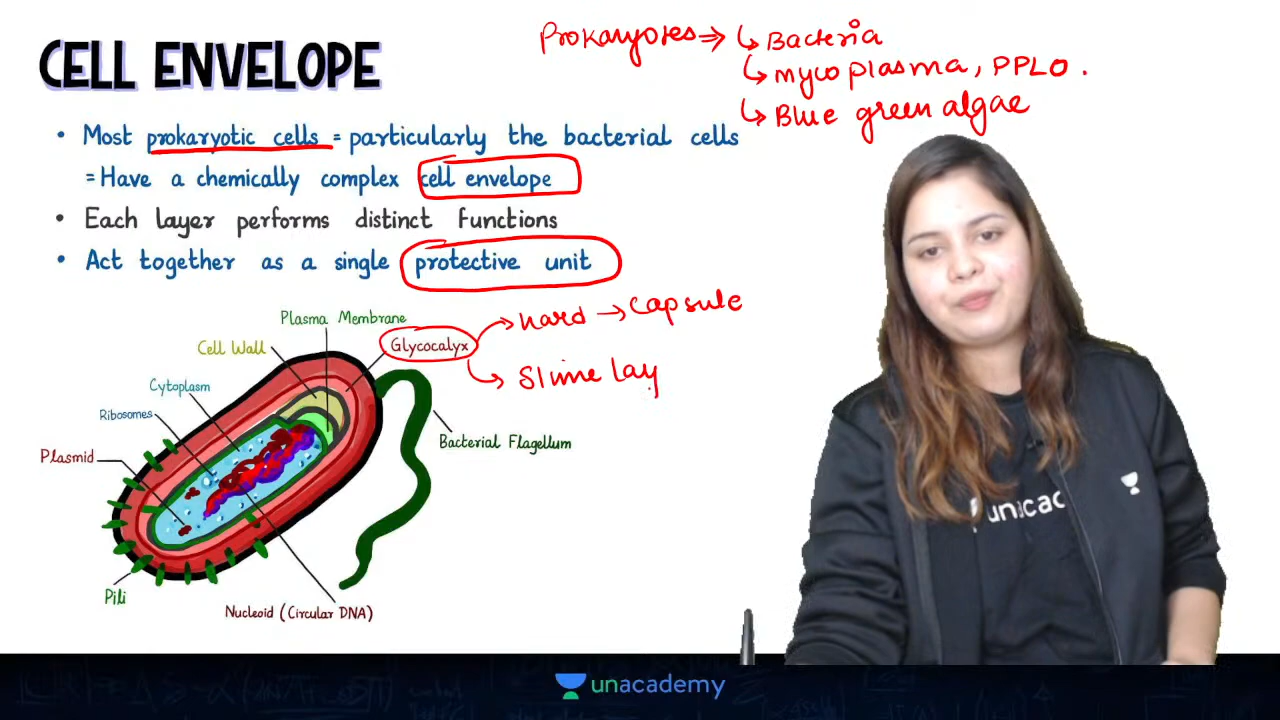 CELL ENVELOPE
Prokaryotes ⇒ ↳ Bacteria
↳ mycoplasma, PPLO.
↳ Blue green algae
• Most prokaryotic cells = particularly the bacterial cells
= Have a chemically complex cell envelope
• Each layer performs distinct functions
• Act together as a single protective unit
Plasma Membrane
Cell Wall
Glycocalyx
→ hard → capsule
↳ Slime lay
Cytoplasm
Ribosomes
Plasmid
Bacterial Flagellum
Pili
Nucleoid (Circular DNA)
unacad
unacademy